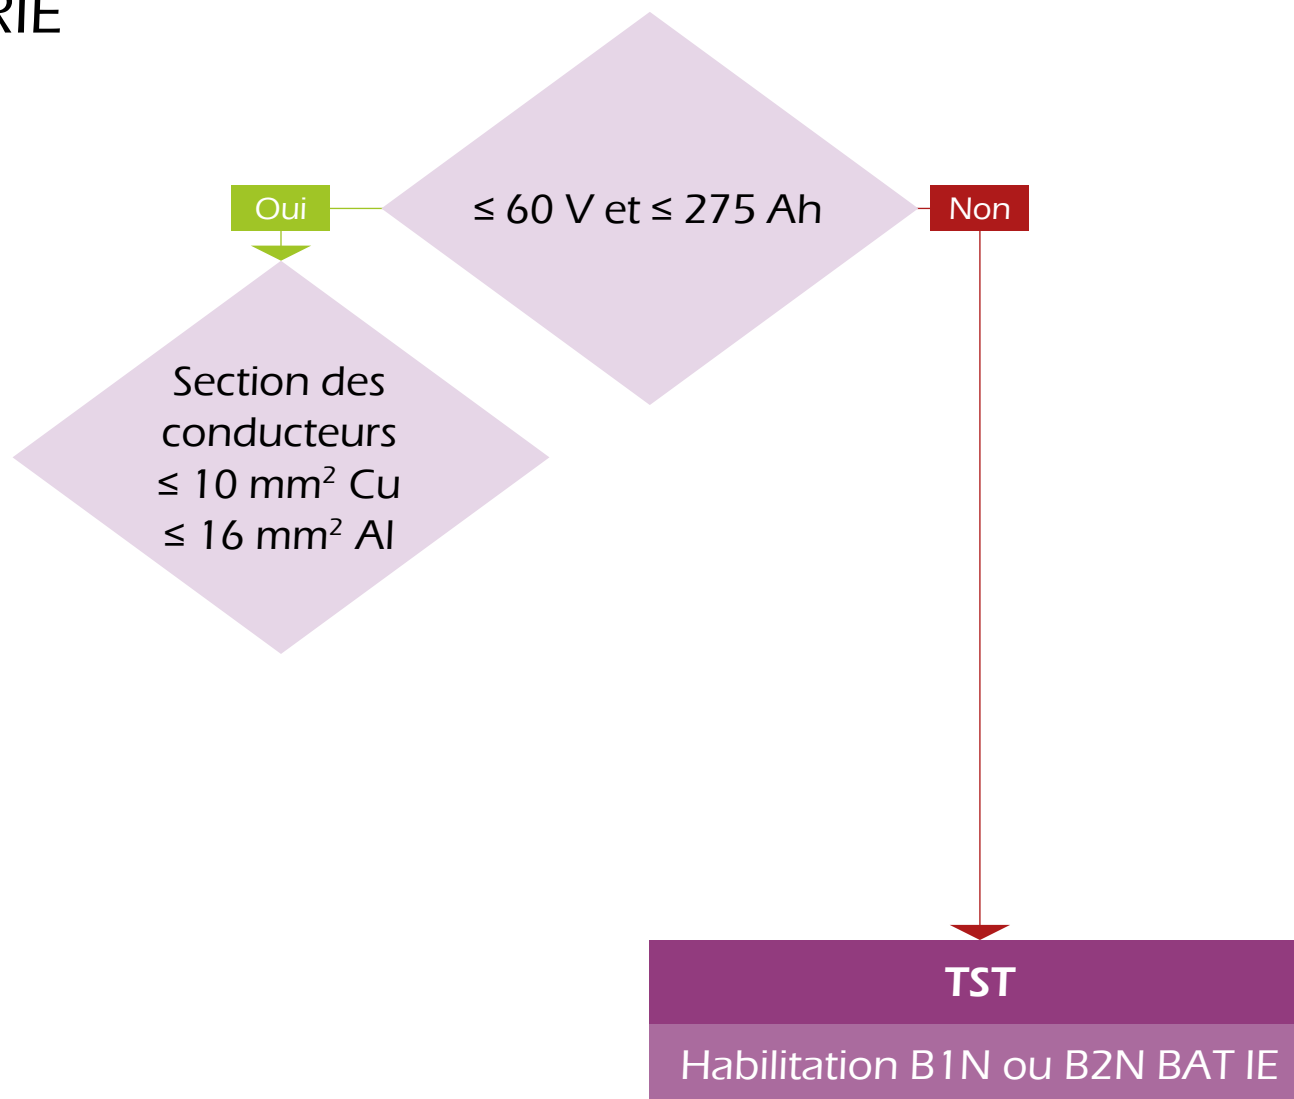 RIE
≤ 60 V et ≤ 275 Ah
Oui
Non
Section des
conducteurs
≤ 10 mm² Cu
≤ 16 mm² Al
TST
Habilitation B1N ou B2N BAT IE